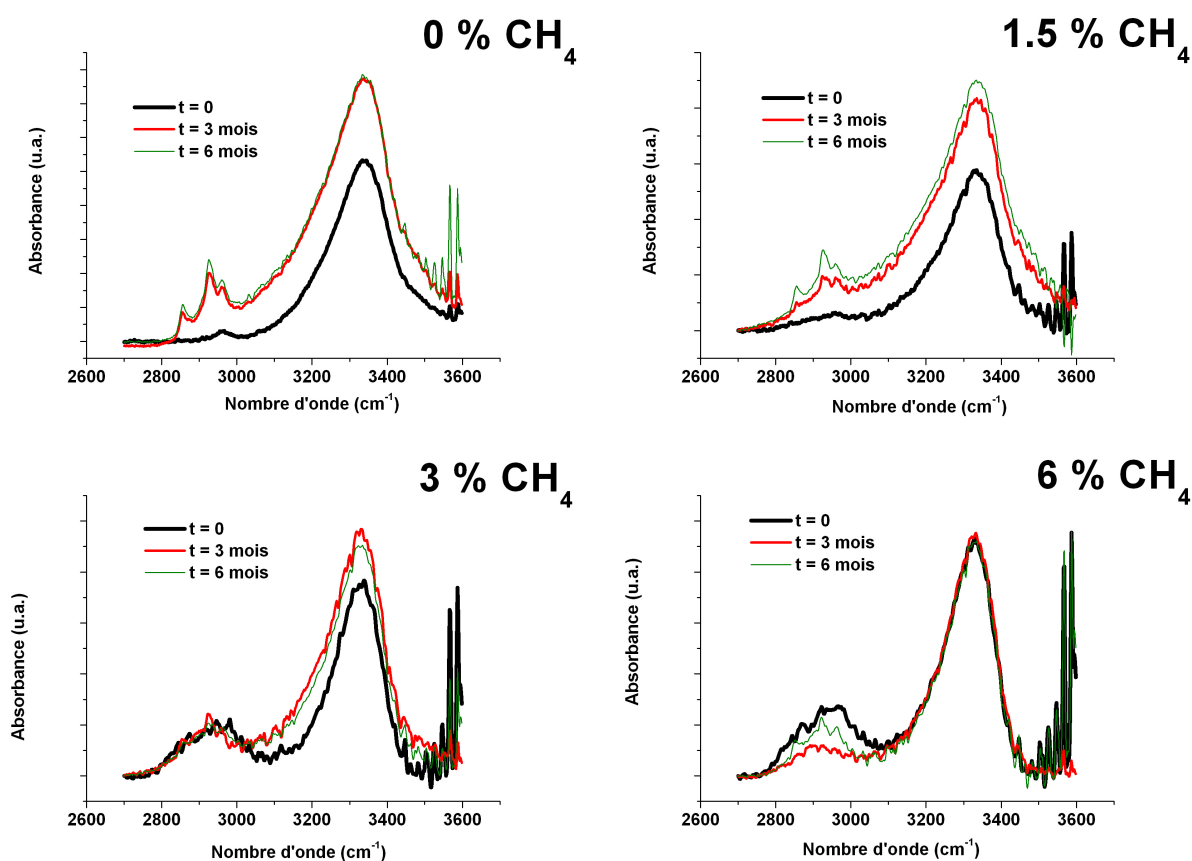 0 % CH4
t = 0
t = 3 mois
t = 6 mois
Absorbance (u.a.)
2600 2800 3000 3200 3400 3600
Nombre d'onde (cm-1)
1.5 % CH4
t = 0
t = 3 mois
t = 6 mois
Absorbance (u.a.)
2600 2800 3000 3200 3400 3600
Nombre d'onde (cm-1)
3 % CH4
t = 0
t = 3 mois
t = 6 mois
Absorbance (u.a.)
2600 2800 3000 3200 3400 3600
Nombre d'onde (cm-1)
6 % CH4
t = 0
t = 3 mois
t = 6 mois
Absorbance (u.a.)
2600 2800 3000 3200 3400 3600
Nombre d'onde (cm-1)